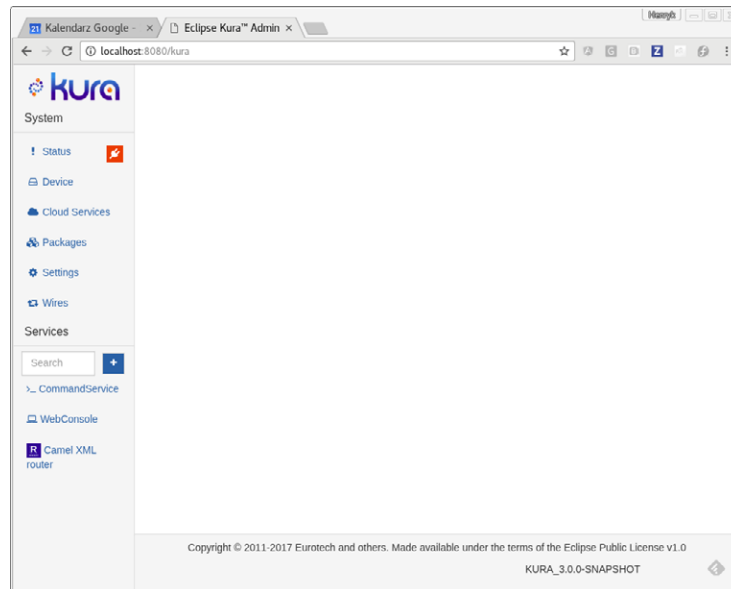 Henryk
21 Kalendarz Google -
Eclipse Kura™ Admin
localhost:8080/kura
G
Z
kura
System
Status
Device
Cloud Services
Packages
Settings
Wires
Services
Search
+
>_ CommandService
WebConsole
R Camel XML
router
Copyright © 2011-2017 Eurotech and others. Made available under the terms of the Eclipse Public License v1.0
KURA_3.0.0-SNAPSHOT